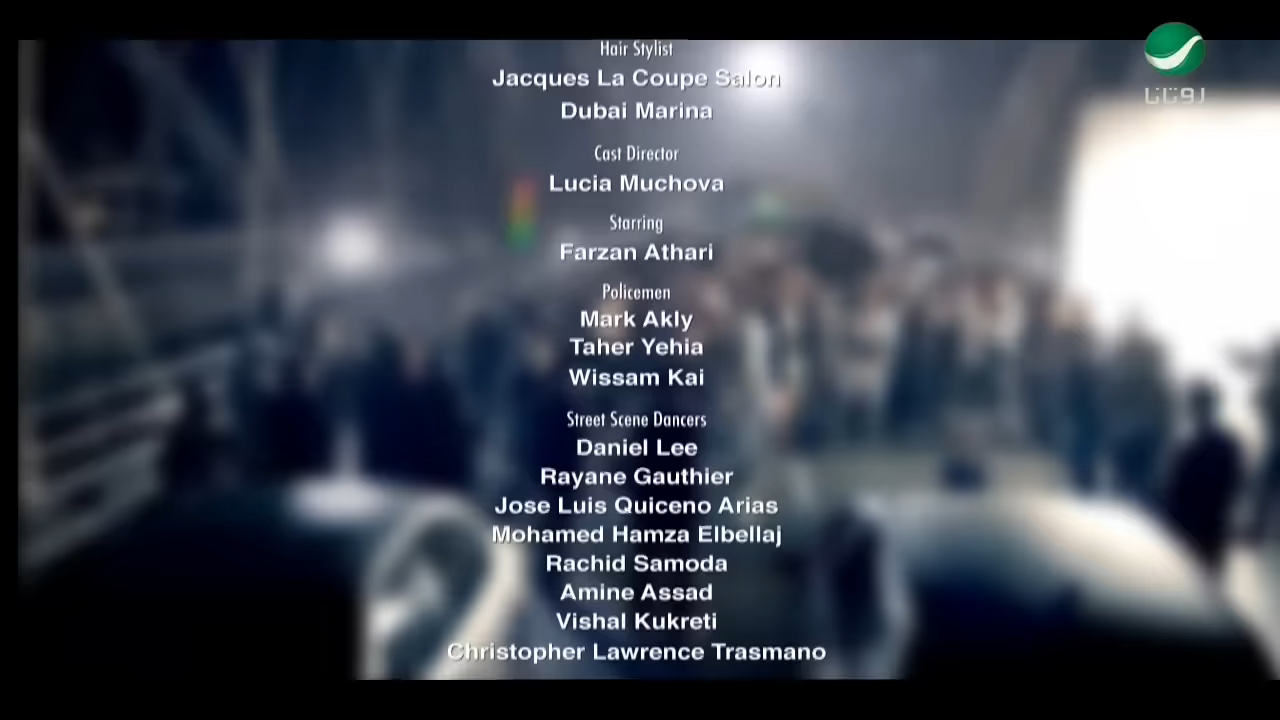 روتانا
Hair Stylist
Jacques La Coupe Salon
Dubai Marina
Cast Director
Lucia Muchova
Starring
Farzan Athari
Policemen
Mark Akly
Taher Yehia
Wissam Kai
Street Scene Dancers
Daniel Lee
Rayane Gauthier
Jose Luis Quiceno Arias
Mohamed Hamza Elbellaj
Rachid Samoda
Amine Assad
Vishal Kukreti
Christopher Lawrence Trasmano